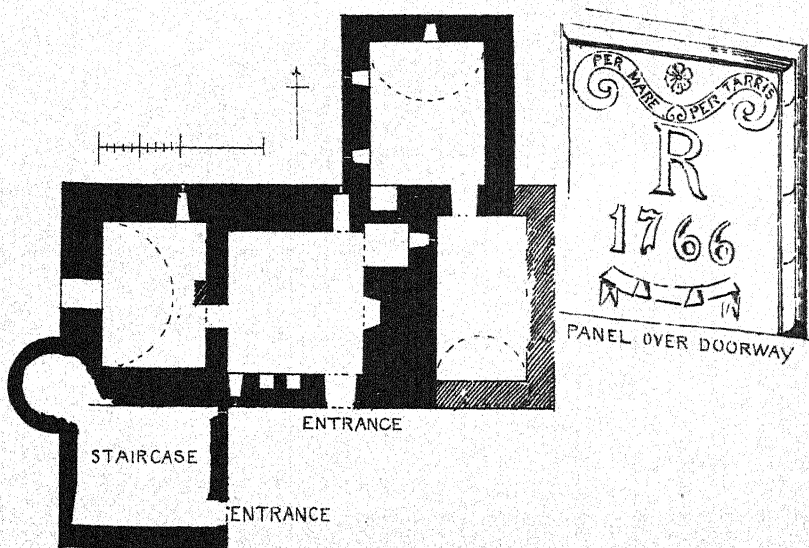 PER MARE PER TARRIS
R
1766
PANEL OVER DOORWAY
ENTRANCE
STAIRCASE
ENTRANCE